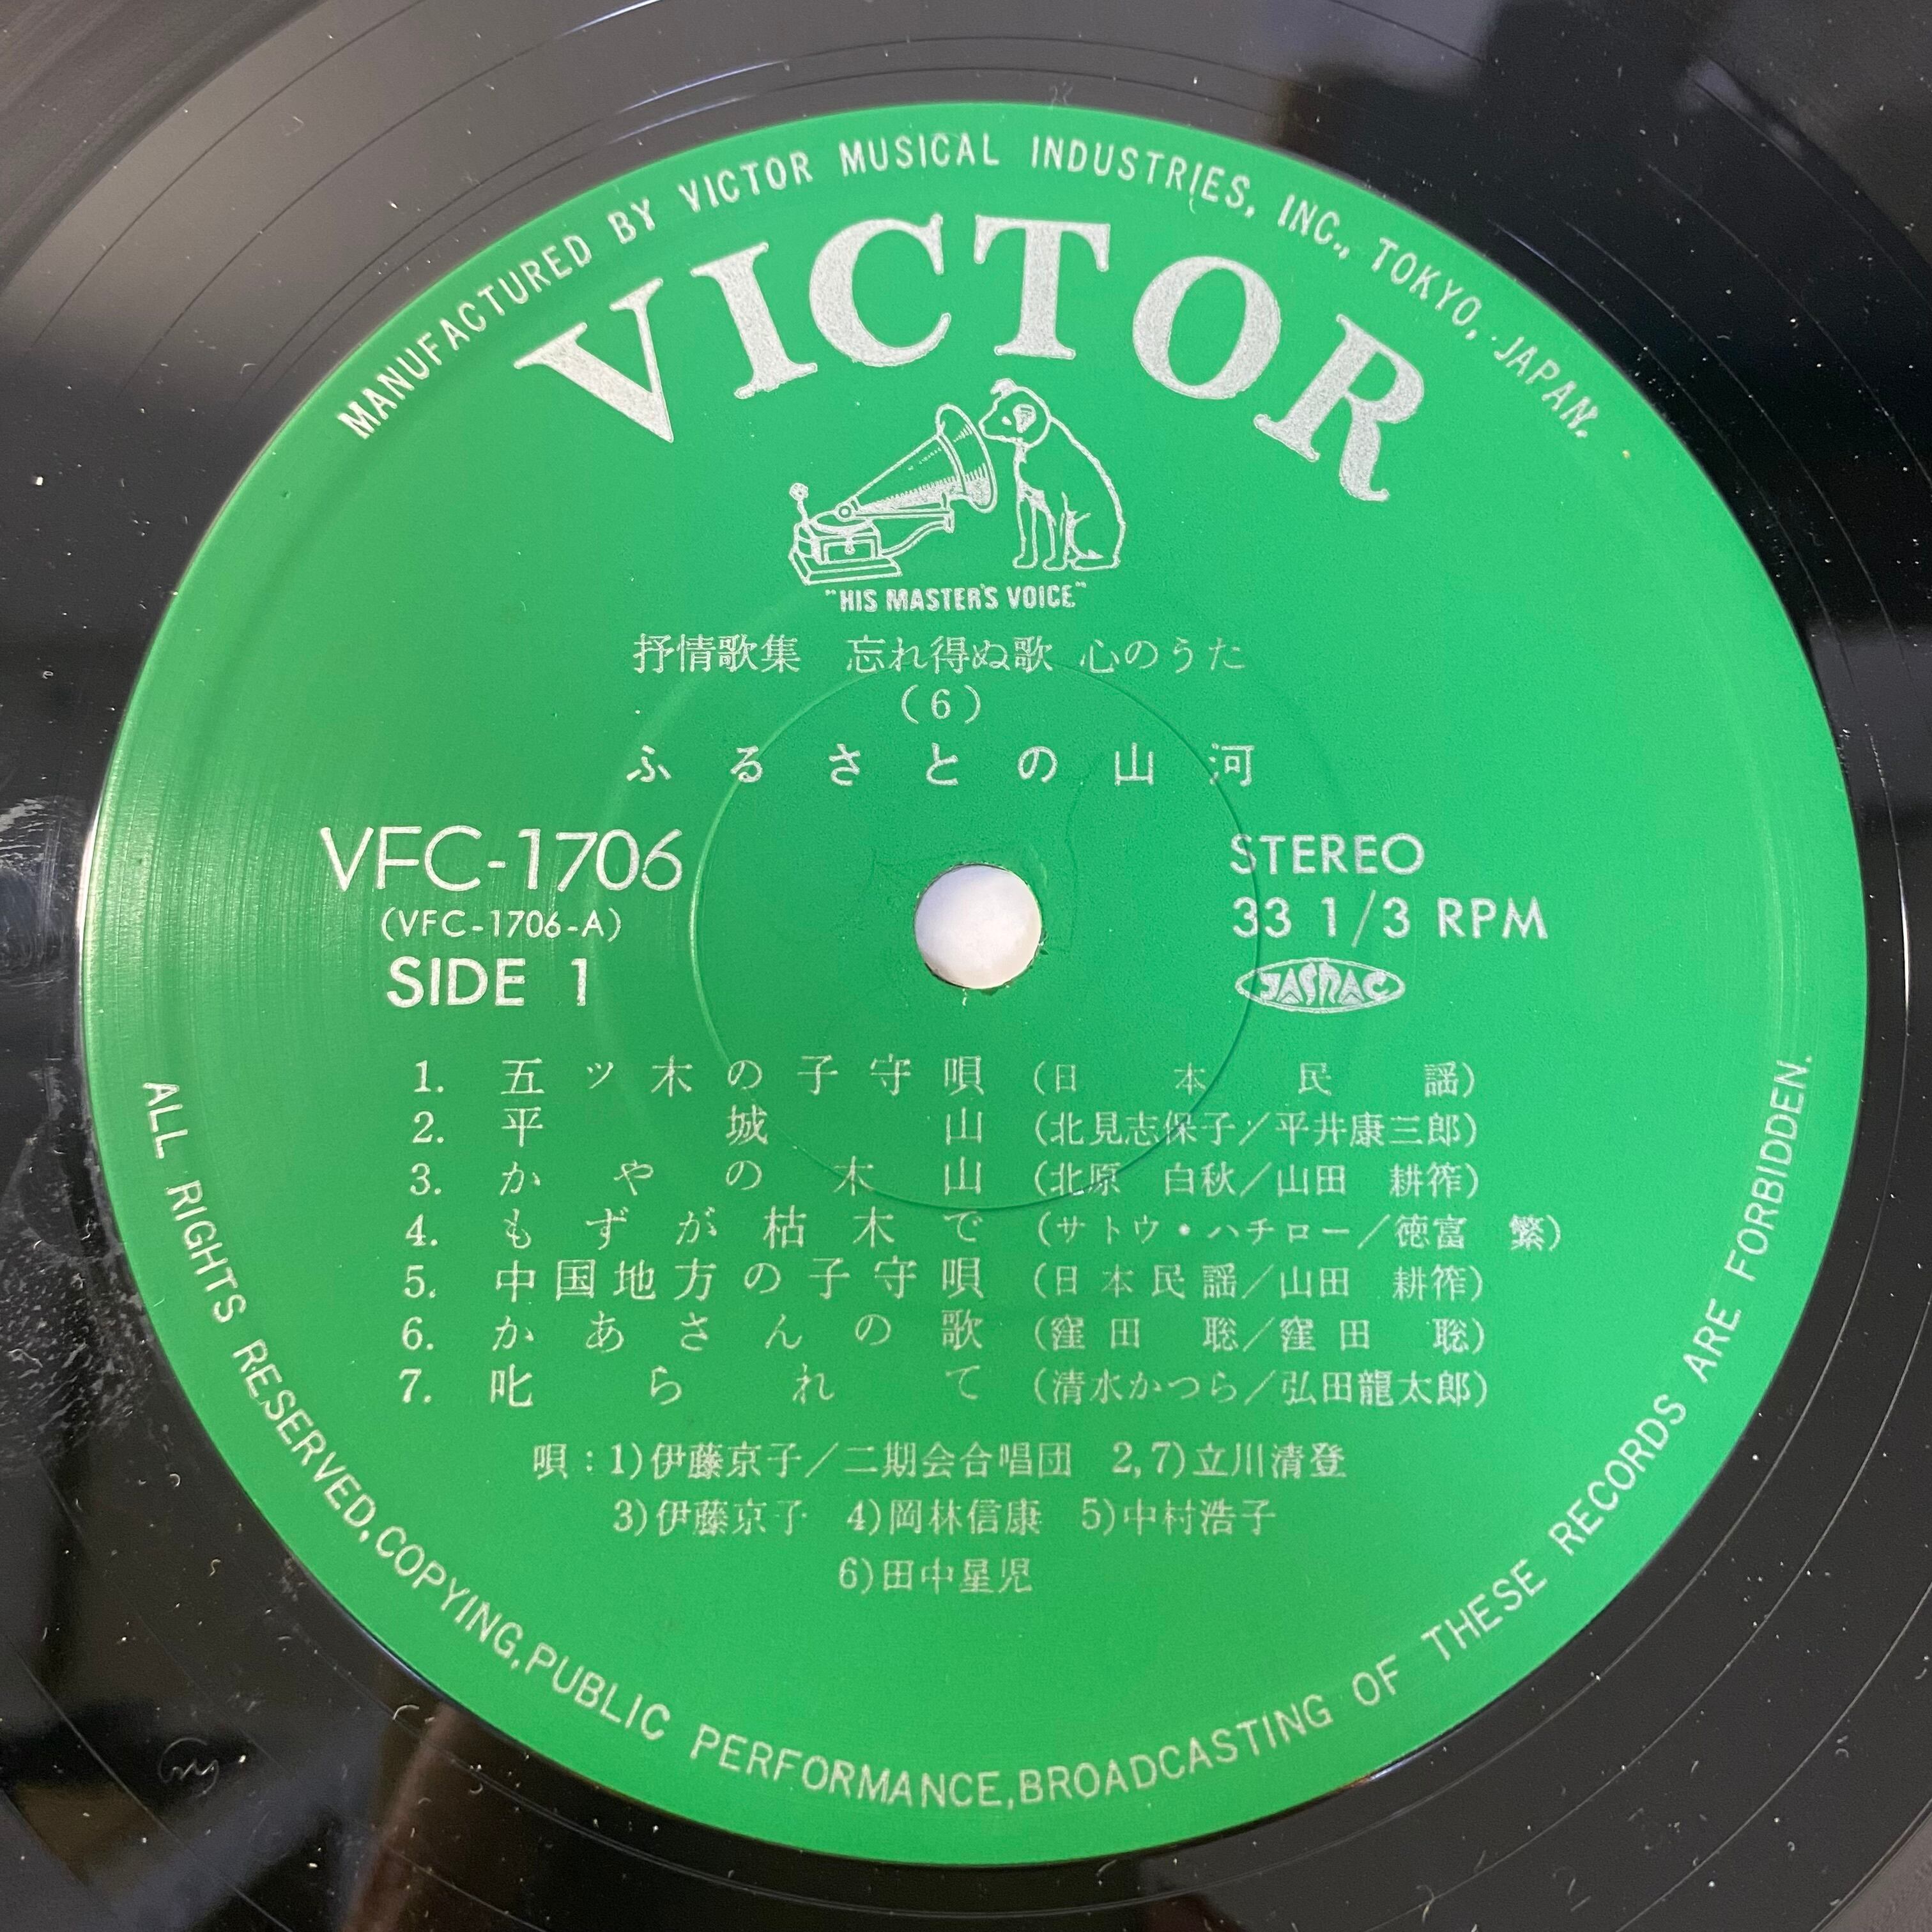 MANUFACTURED BY VICTOR MUSICAL INDUSTRIES, INC., TOKYO, JAPAN.
VICTOR
"HIS MASTER'S VOICE"
抒情歌集 忘れ得ぬ歌 心のうた
(6)
ふるさとの山河
VFC-1706
(VFC-1706-A)
SIDE 1
STEREO
33 1/3 RPM
JASRAC
1. 五ッ木の子守唄 (日本民謡)
2. 平城山 (北見志保子/平井康三郎)
3. かやの木山 (北原 白秋/山田 耕筰)
4. もずが枯木で (サトウ・ハチロー/徳富 繁)
5. 中国地方の子守唄 (日本民謡/山田 耕筰)
6. かあさんの歌 (窪田 聡/窪田 聡)
7. 叱られて (清水かつら/弘田龍太郎)
唄:1)伊藤京子/二期会合唱団 2,7)立川清登
3)伊藤京子 4)岡林信康 5)中村浩子
6)田中星児
ALL RIGHTS RESERVED, COPYING, PUBLIC PERFORMANCE, BROADCASTING OF THESE RECORDS ARE FORBIDDEN.